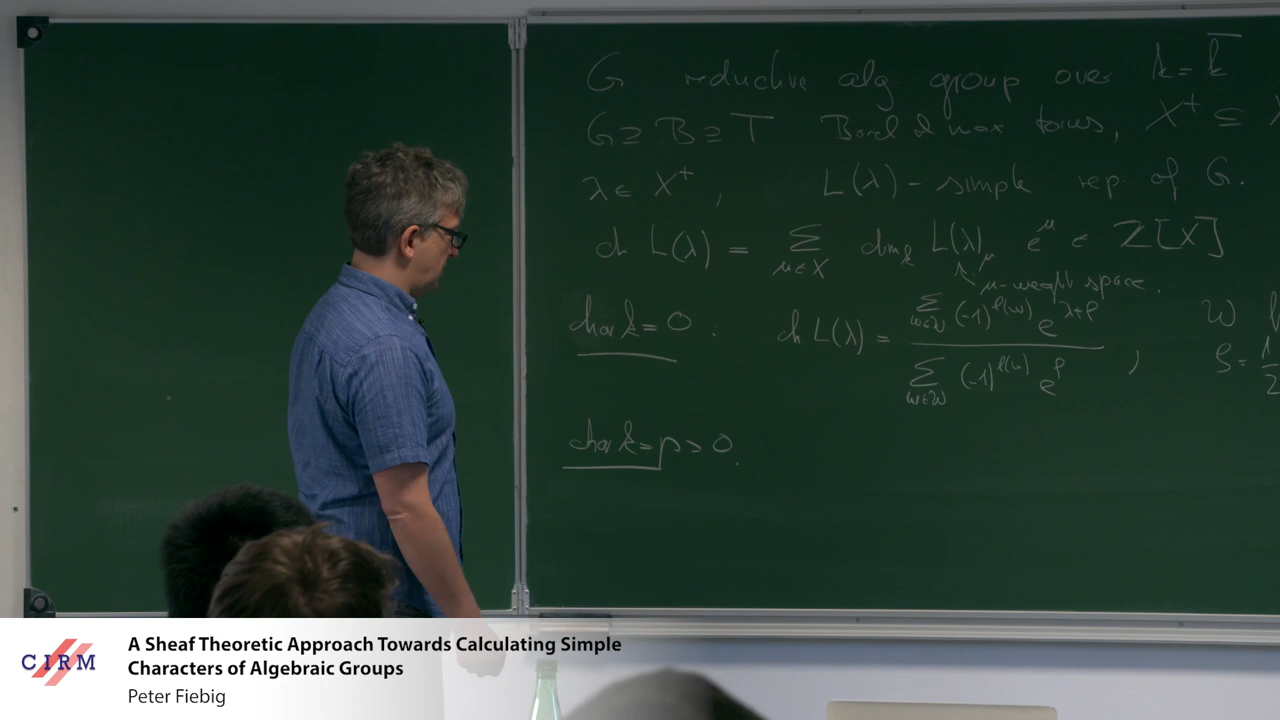 G reductive alg. group over k = k̅
G ⊇ B ⊇ T Borel & max torus, X⁺ ⊆
λ ∈ X⁺, L(λ) - simple rep. of G.
ch L(λ) = Σ_{μ∈X} dim_k L(λ)_μ e^μ ∈ Z[X]
μ-weight space.
char k = 0 : ch L(λ) = Σ_{w∈W} (-1)^{l(w)} e^{λ+ρ} / Σ_{w∈W} (-1)^{l(w)} e^ρ , W
ρ = 1/2
char k = p > 0.
CIRM
A Sheaf Theoretic Approach Towards Calculating Simple
Characters of Algebraic Groups
Peter Fiebig